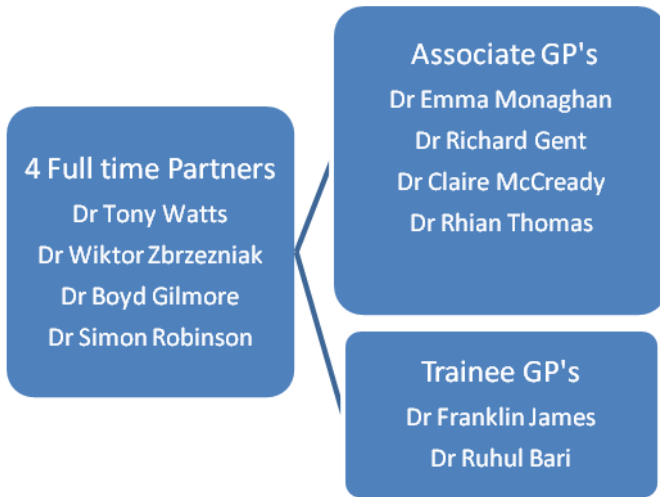 4 Full time Partners
Dr Tony Watts
Dr Wiktor Zbrzezniak
Dr Boyd Gilmore
Dr Simon Robinson
Associate GP's
Dr Emma Monaghan
Dr Richard Gent
Dr Claire McCready
Dr Rhian Thomas
Trainee GP's
Dr Franklin James
Dr Ruhul Bari